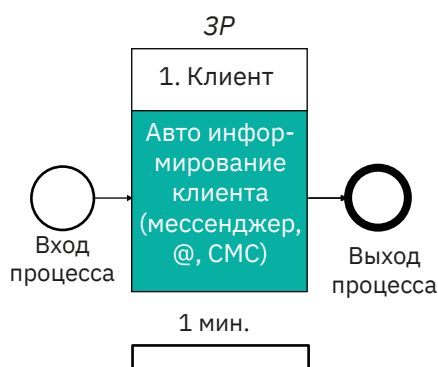 ЗР
1. Клиент
Авто инфор-
мирование
клиента
(мессенджер,
@, СМС)
Вход
процесса
Выход
процесса
1 мин.